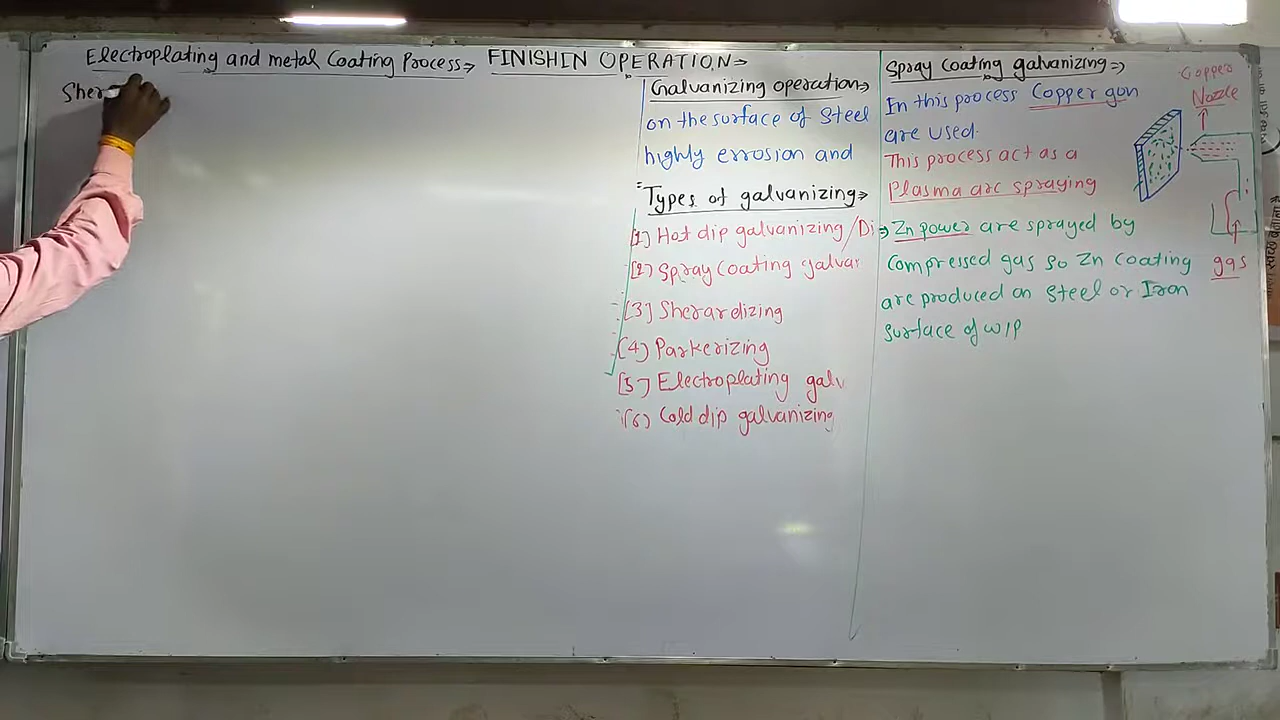 Electroplating and metal Coating Process→ FINISHIN OPERATION→
Sher
Galvanizing operation→
on the surface of Steel
highly errosion and
Types of galvanizing→
[1] Hot dip galvanizing/Di
[2] Spray Coating galvar
[3] Sherardizing
[4] Parkerizing
[5] Electroplating galv
(6) Cold dip galvanizing
Spray Coating galvanizing→
In this process Copper gun
are used.
This process act as a
Plasma arc spraying
→ Zn power are sprayed by
Compressed gas so Zn Coating
are produced on Steel or Iron
Surface of W/P
Copper
Nozzle
gas